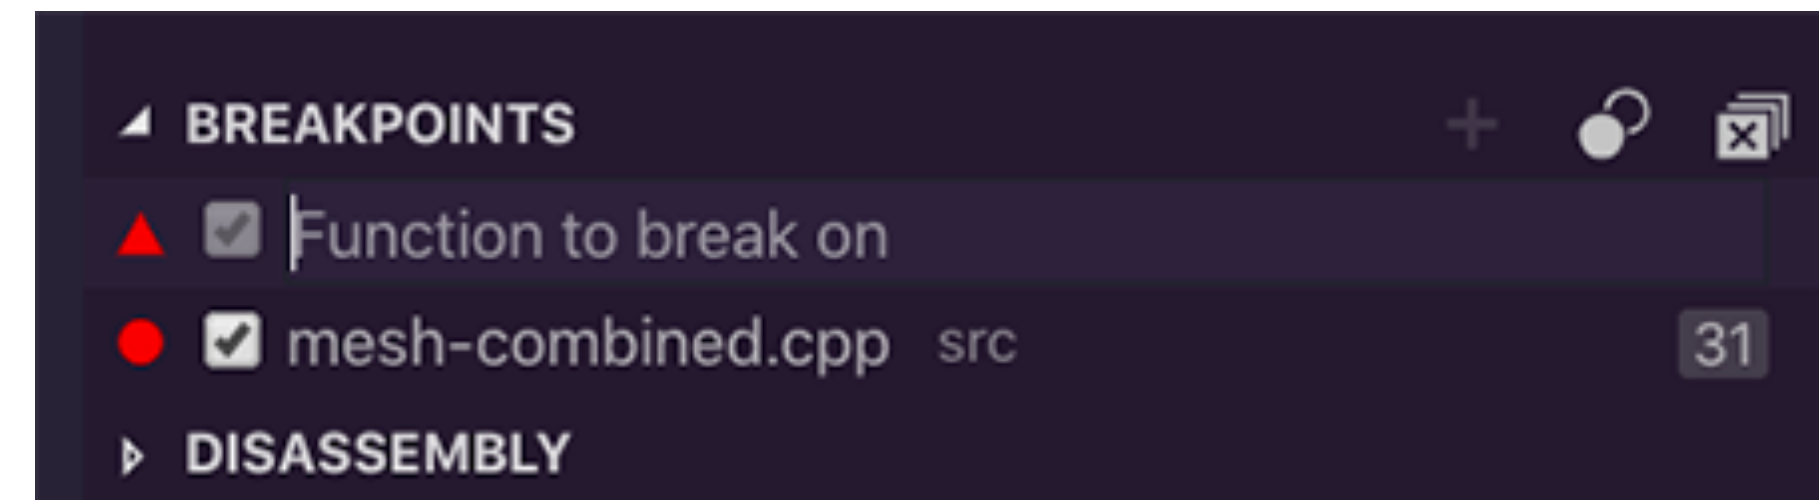 BREAKPOINTS
Function to break on
mesh-combined.cpp src 31
DISASSEMBLY